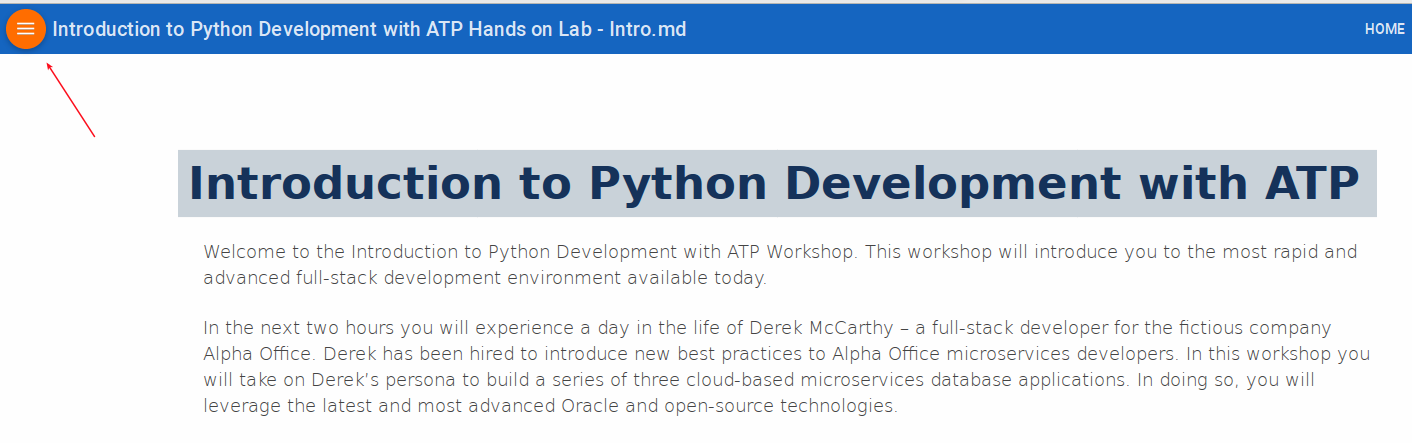 Introduction to Python Development with ATP Hands on Lab - Intro.md
HOME
Introduction to Python Development with ATP
Welcome to the Introduction to Python Development with ATP Workshop. This workshop will introduce you to the most rapid and
advanced full-stack development environment available today.
In the next two hours you will experience a day in the life of Derek McCarthy – a full-stack developer for the fictious company
Alpha Office. Derek has been hired to introduce new best practices to Alpha Office microservices developers. In this workshop you
will take on Derek’s persona to build a series of three cloud-based microservices database applications. In doing so, you will
leverage the latest and most advanced Oracle and open-source technologies.